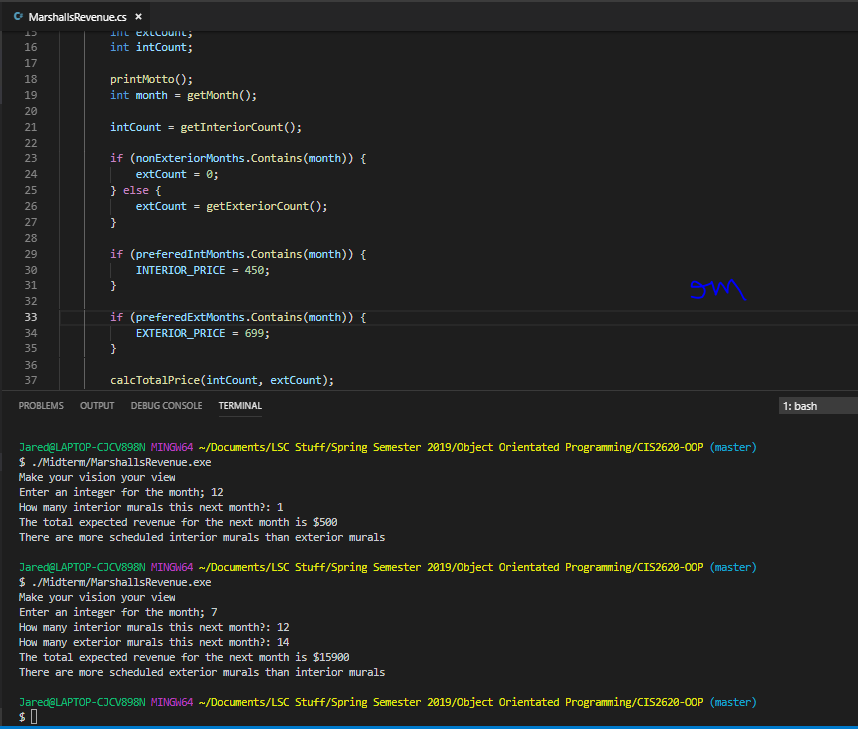 MarshallsRevenue.cs ×
15 int extCount;
16 int intCount;
17
18 printMotto();
19 int month = getMonth();
20
21 intCount = getInteriorCount();
22
23 if (nonExteriorMonths.Contains(month)) {
24 extCount = 0;
25 } else {
26 extCount = getExteriorCount();
27 }
28
29 if (preferedIntMonths.Contains(month)) {
30 INTERIOR_PRICE = 450;
31 }
32
33 if (preferedExtMonths.Contains(month)) {
34 EXTERIOR_PRICE = 699;
35 }
36
37 calcTotalPrice(intCount, extCount);
PROBLEMS OUTPUT DEBUG CONSOLE TERMINAL 1: bash
Jared@LAPTOP-CJCV898N MINGW64 ~/Documents/LSC Stuff/Spring Semester 2019/Object Orientated Programming/CIS2620-OOP (master)
$ ./Midterm/MarshallsRevenue.exe
Make your vision your view
Enter an integer for the month; 12
How many interior murals this next month?: 1
The total expected revenue for the next month is $500
There are more scheduled interior murals than exterior murals
Jared@LAPTOP-CJCV898N MINGW64 ~/Documents/LSC Stuff/Spring Semester 2019/Object Orientated Programming/CIS2620-OOP (master)
$ ./Midterm/MarshallsRevenue.exe
Make your vision your view
Enter an integer for the month; 7
How many interior murals this next month?: 12
How many exterior murals this next month?: 14
The total expected revenue for the next month is $15900
There are more scheduled exterior murals than interior murals
Jared@LAPTOP-CJCV898N MINGW64 ~/Documents/LSC Stuff/Spring Semester 2019/Object Orientated Programming/CIS2620-OOP (master)
$